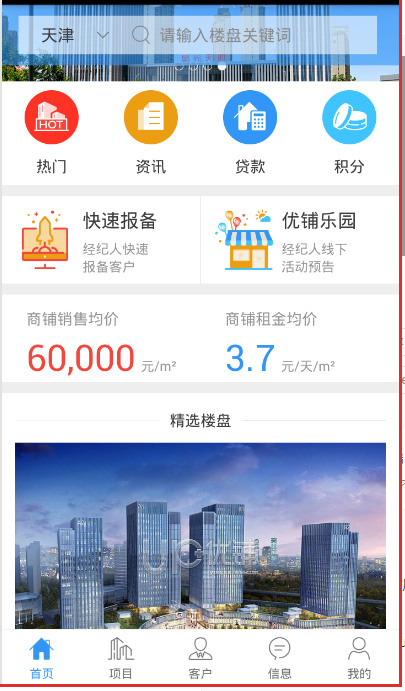 天津
请输入楼盘关键词
HOT
热门
资讯
贷款
积分
快速报备
经纪人快速
报备客户
优铺乐园
经纪人线下
活动预告
商铺销售均价
商铺租金均价
60,000 元/m²
3.7 元/天/m²
精选楼盘
优铺
首页
项目
客户
信息
我的